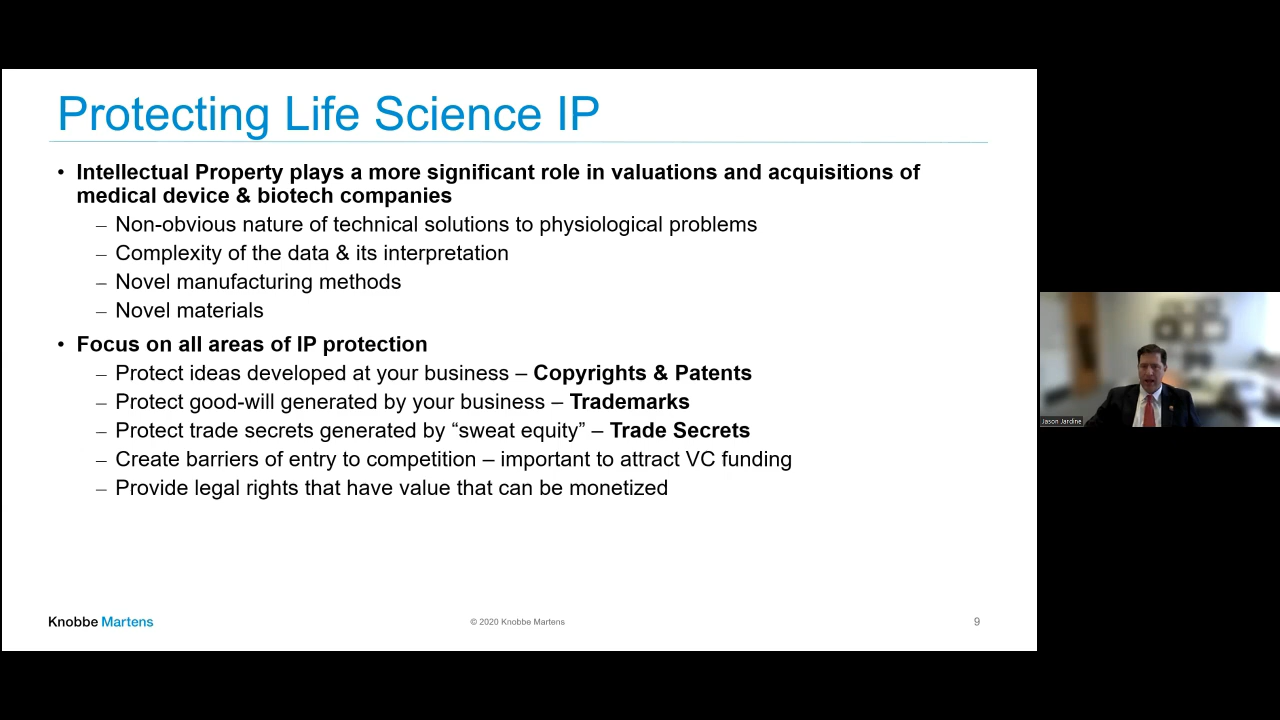 Protecting Life Science IP
• Intellectual Property plays a more significant role in valuations and acquisitions of
medical device & biotech companies
– Non-obvious nature of technical solutions to physiological problems
– Complexity of the data & its interpretation
– Novel manufacturing methods
– Novel materials
• Focus on all areas of IP protection
– Protect ideas developed at your business – Copyrights & Patents
– Protect good-will generated by your business – Trademarks
– Protect trade secrets generated by “sweat equity” – Trade Secrets
– Create barriers of entry to competition – important to attract VC funding
– Provide legal rights that have value that can be monetized
Jason Jardine
Knobbe Martens
© 2020 Knobbe Martens
9